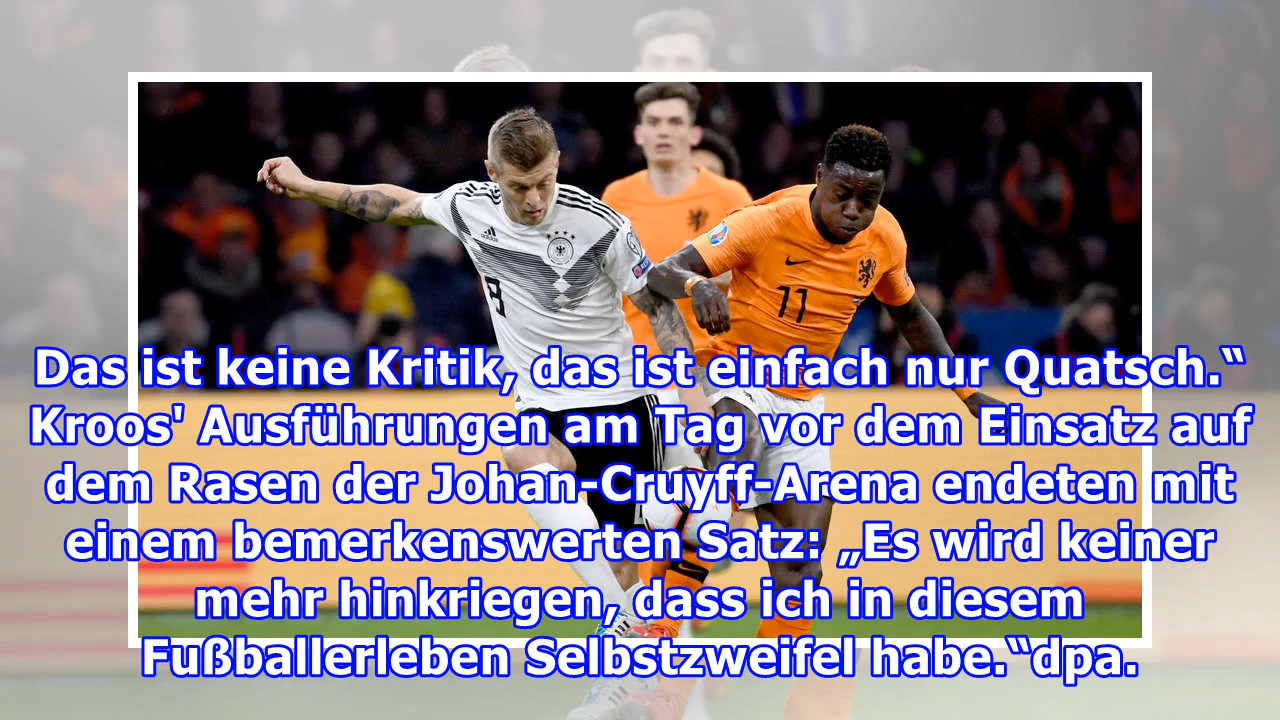 8
11
Das ist keine Kritik, das ist einfach nur Quatsch.“
Kroos' Ausführungen am Tag vor dem Einsatz auf
dem Rasen der Johan-Cruyff-Arena endeten mit
einem bemerkenswerten Satz: „Es wird keiner
mehr hinkriegen, dass ich in diesem
Fußballerleben Selbstzweifel habe.“dpa.